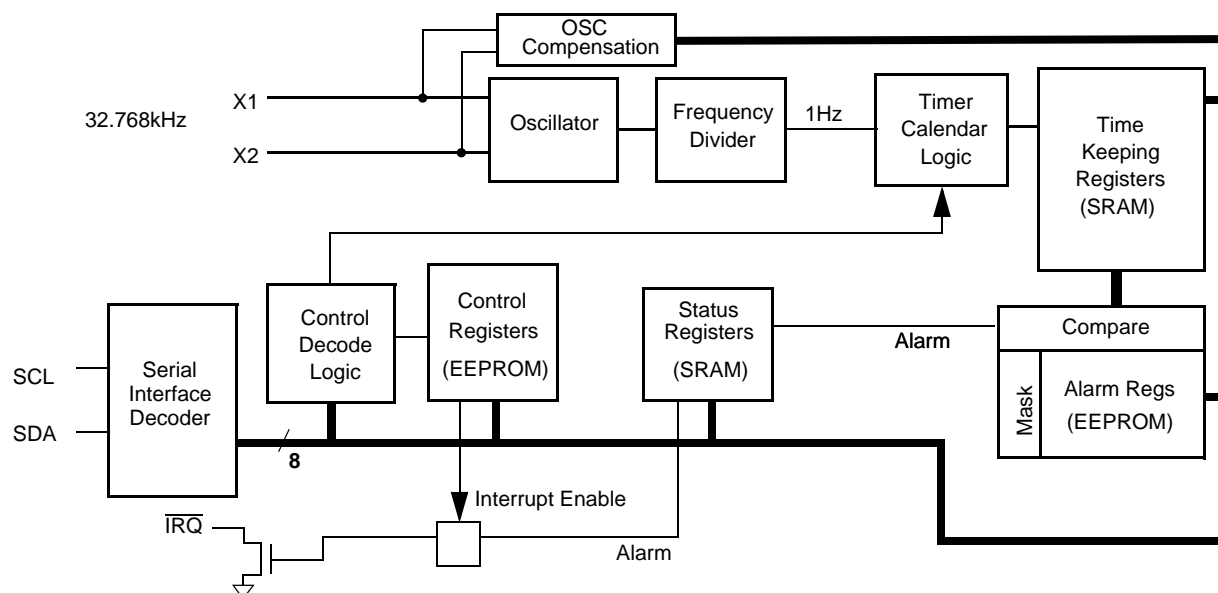 OSC
Compensation
X1
32.768kHz
X2
Oscillator
Frequency
Divider
1Hz
Timer
Calendar
Logic
Time
Keeping
Registers
(SRAM)
Control
Decode
Logic
Control
Registers
(EEPROM)
Status
Registers
(SRAM)
Alarm
Compare
Mask
Alarm Regs
(EEPROM)
SCL
SDA
Serial
Interface
Decoder
8
Interrupt Enable
IRQ
Alarm